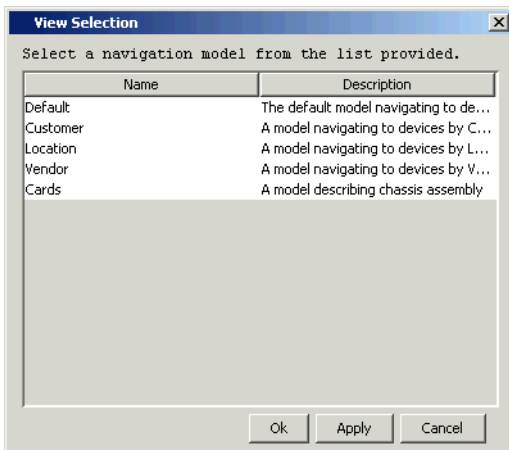 View Selection
Select a navigation model from the list provided.
Name Description
Default The default model navigating to de...
Customer A model navigating to devices by C...
Location A model navigating to devices by L...
Vendor A model navigating to devices by V...
Cards A model describing chassis assembly
Ok Apply Cancel